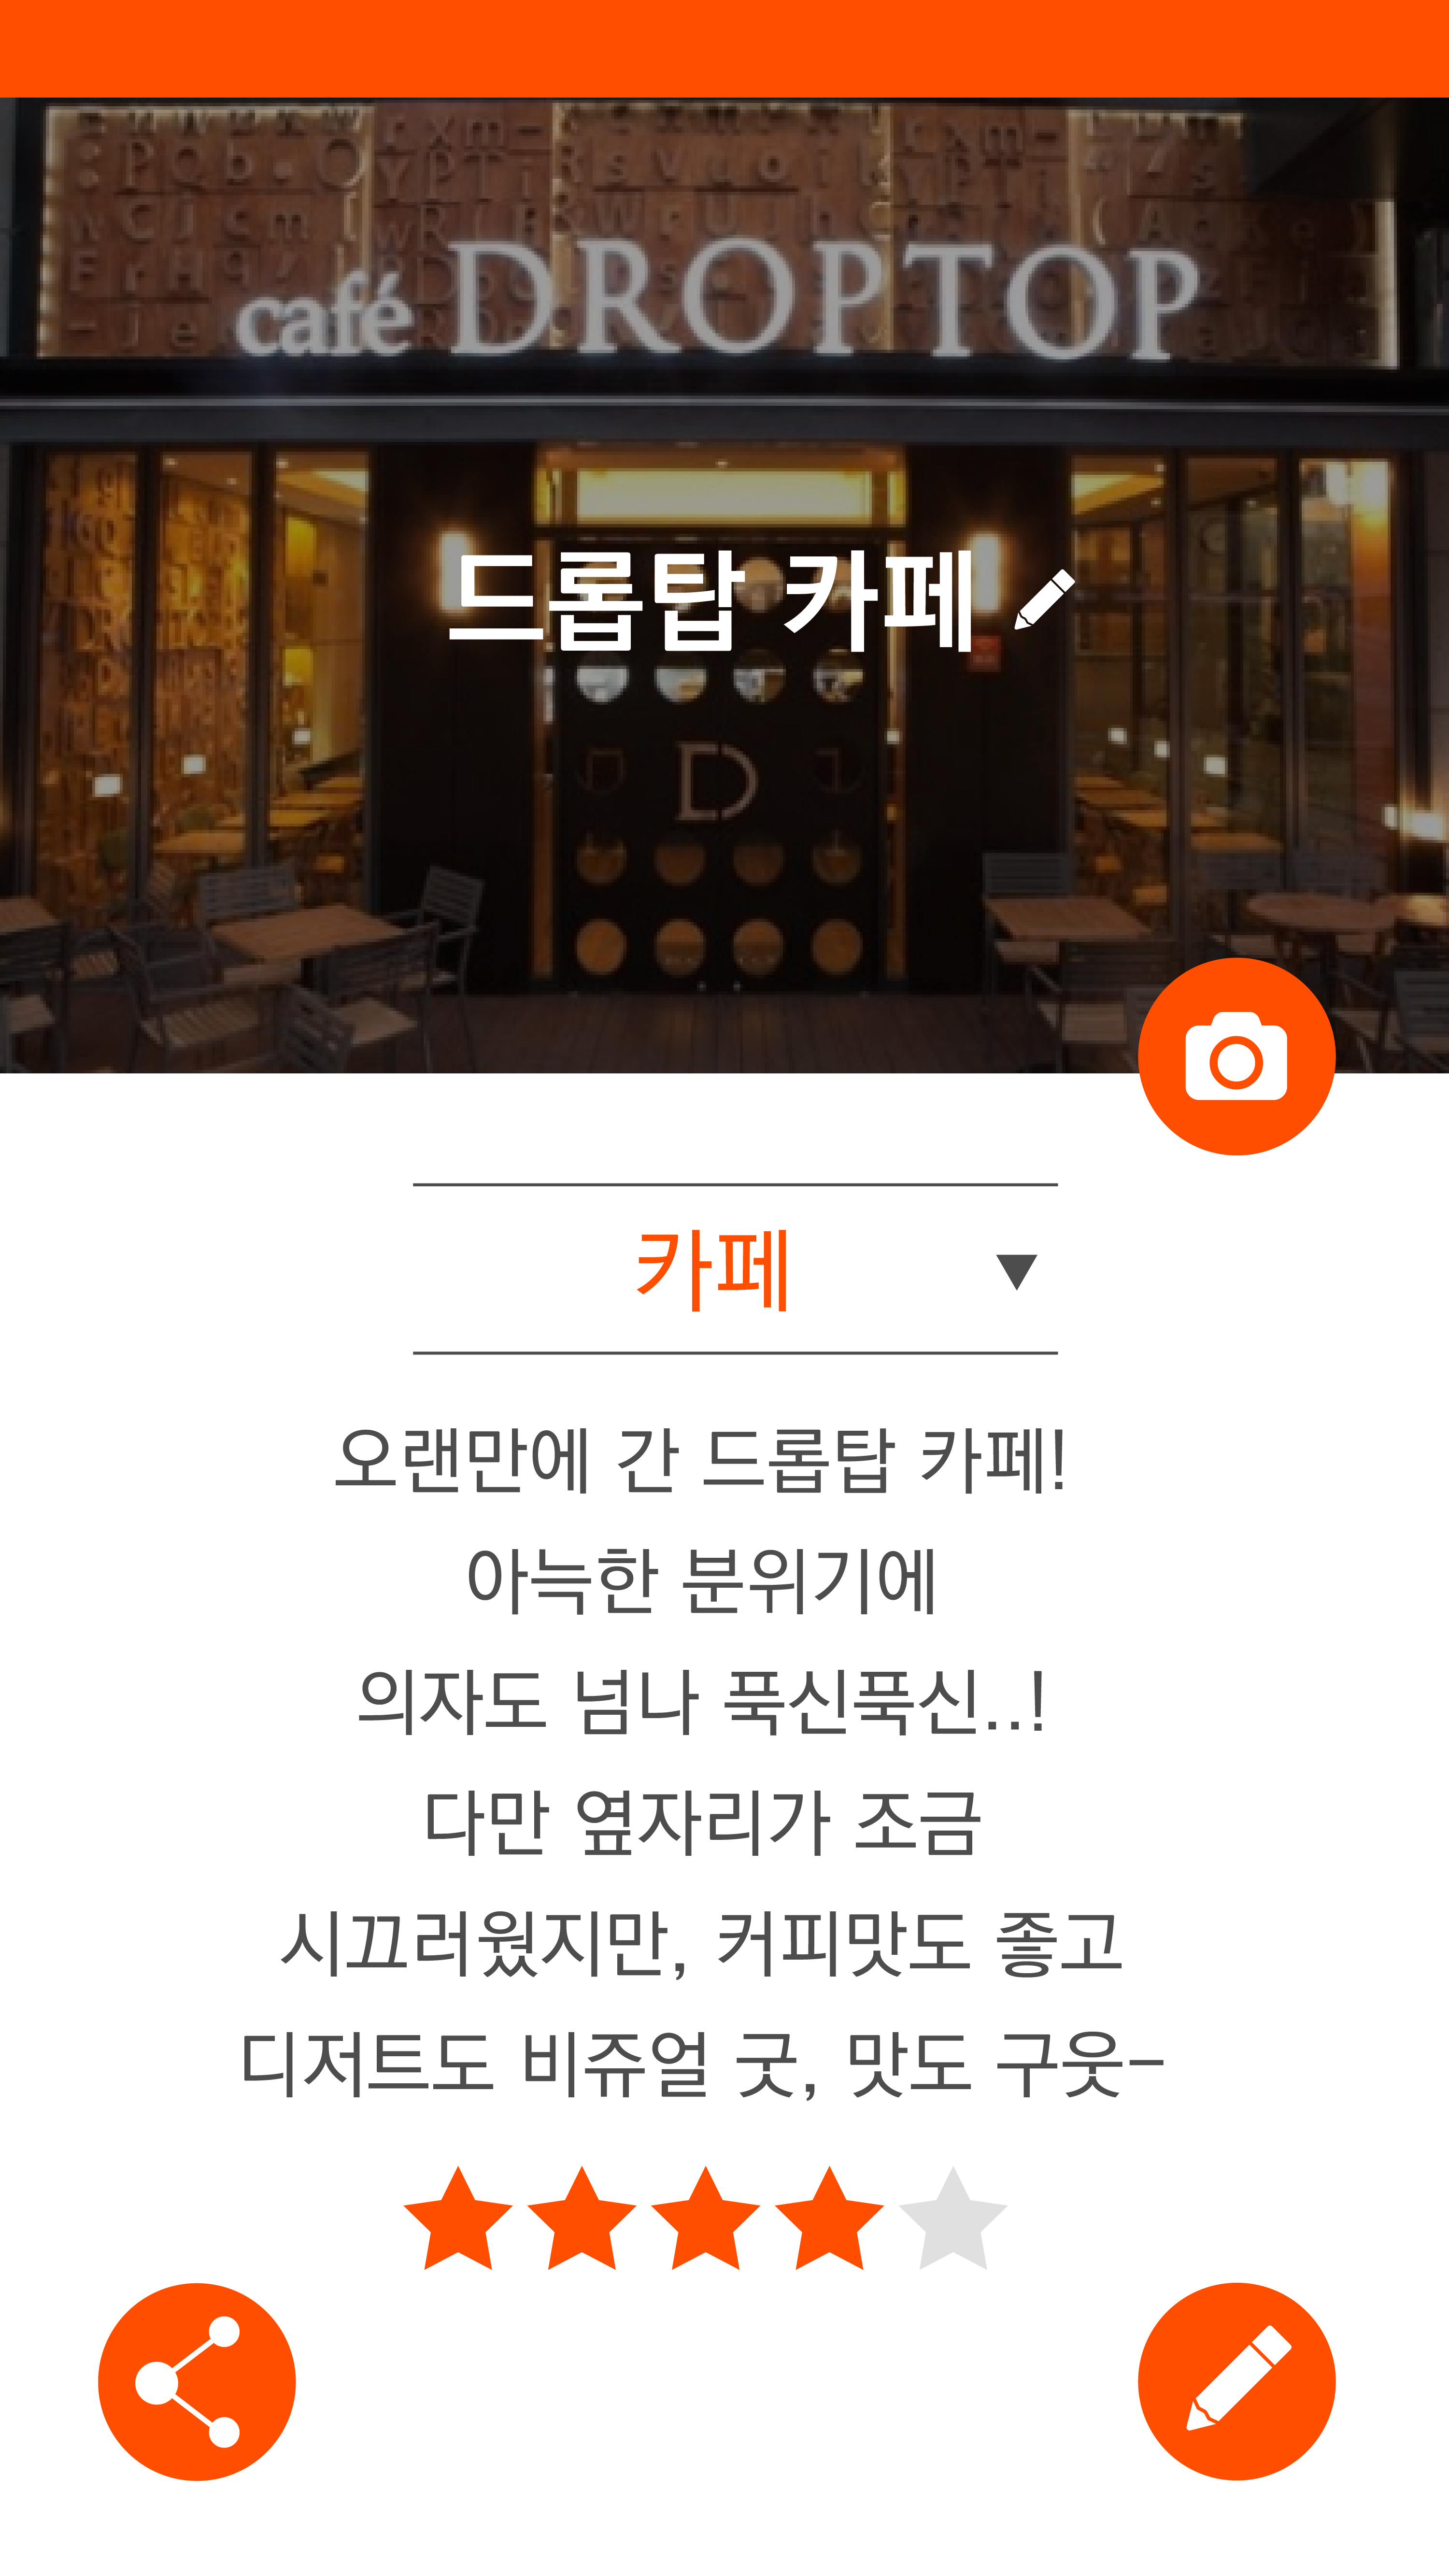 café DROPTOP
드롭탑 카페
D
카페
오랜만에 간 드롭탑 카페!
아늑한 분위기에
의자도 넘나 푹신푹신..!
다만 옆자리가 조금
시끄러웠지만, 커피맛도 좋고
디저트도 비쥬얼 굿, 맛도 구웃-